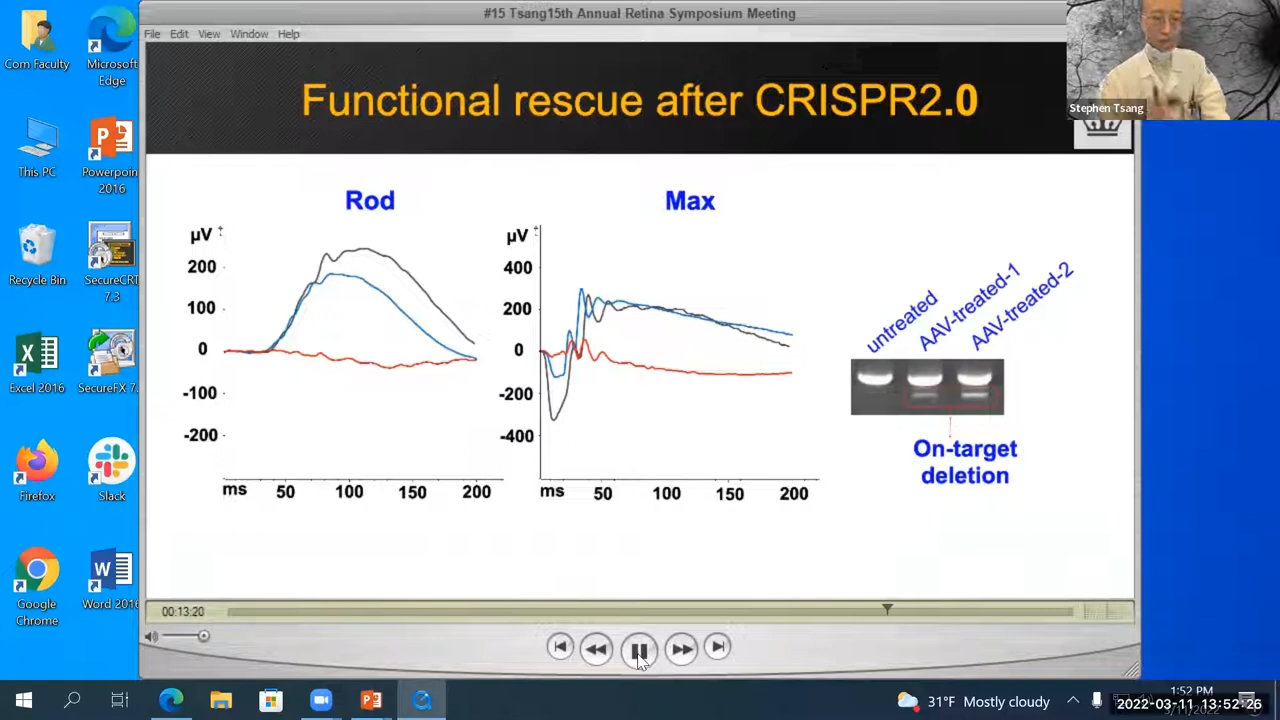 #15 Tsang15th Annual Retina Symposium Meeting
File Edit View Window Help
Stephen Tsang
Com Faculty
Microsoft Edge
This PC
Powerpoin 2016
Recycle Bin
SecureCRT 7.3
Excel 2016
SecureFX 7.
Firefox
Slack
Google Chrome
Word 2016
Functional rescue after CRISPR2.0
Rod
µV
200
100
0
-100
-200
ms 50 100 150 200
Max
µV
400
200
0
-200
-400
ms 50 100 150 200
untreated
AAV-treated-1
AAV-treated-2
On-target
deletion
00:13:20
31°F Mostly cloudy
1:52 PM
2022-03-11 13:52:26